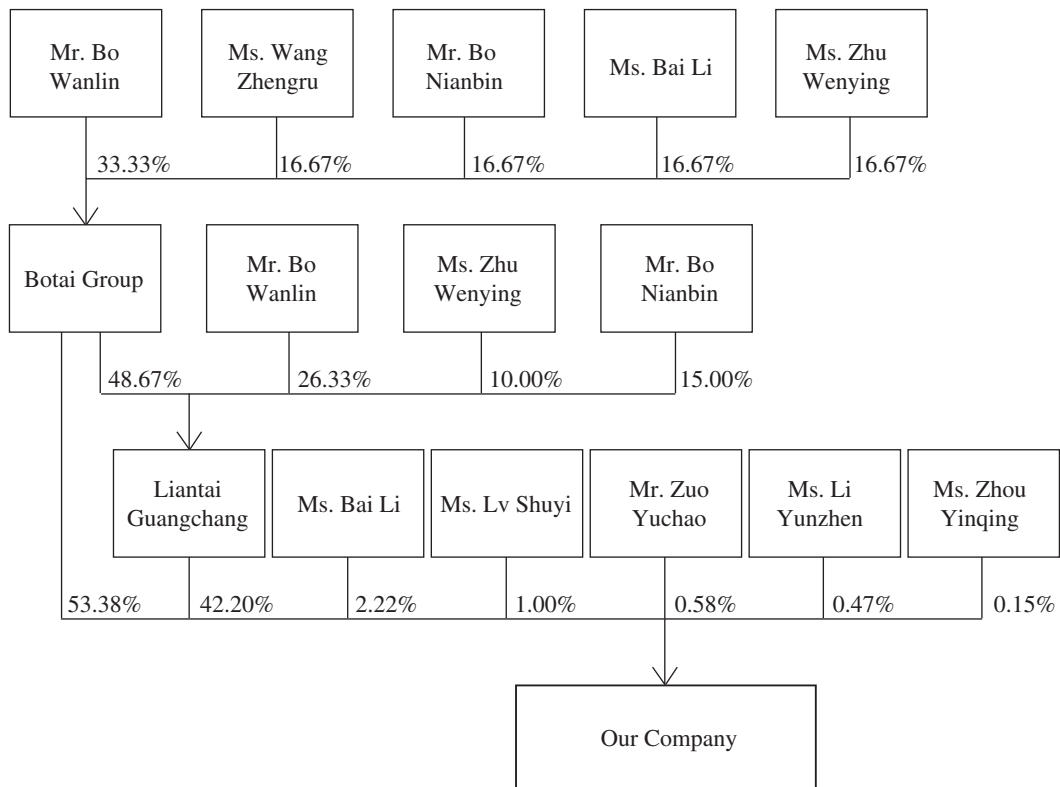 Mr. Bo
Wanlin
Ms. Wang
Zhengru
Mr. Bo
Nianbin
Ms. Bai Li
Ms. Zhu
Wenying
33.33%
16.67%
16.67%
16.67%
16.67%
Botai Group
Mr. Bo
Wanlin
Ms. Zhu
Wenying
Mr. Bo
Nianbin
48.67%
26.33%
10.00%
15.00%
Liantai
Guangchang
Ms. Bai Li
Ms. Lv Shuyi
Mr. Zuo
Yuchao
Ms. Li
Yunzhen
Ms. Zhou
Yinqing
53.38%
42.20%
2.22%
1.00%
0.58%
0.47%
0.15%
Our Company